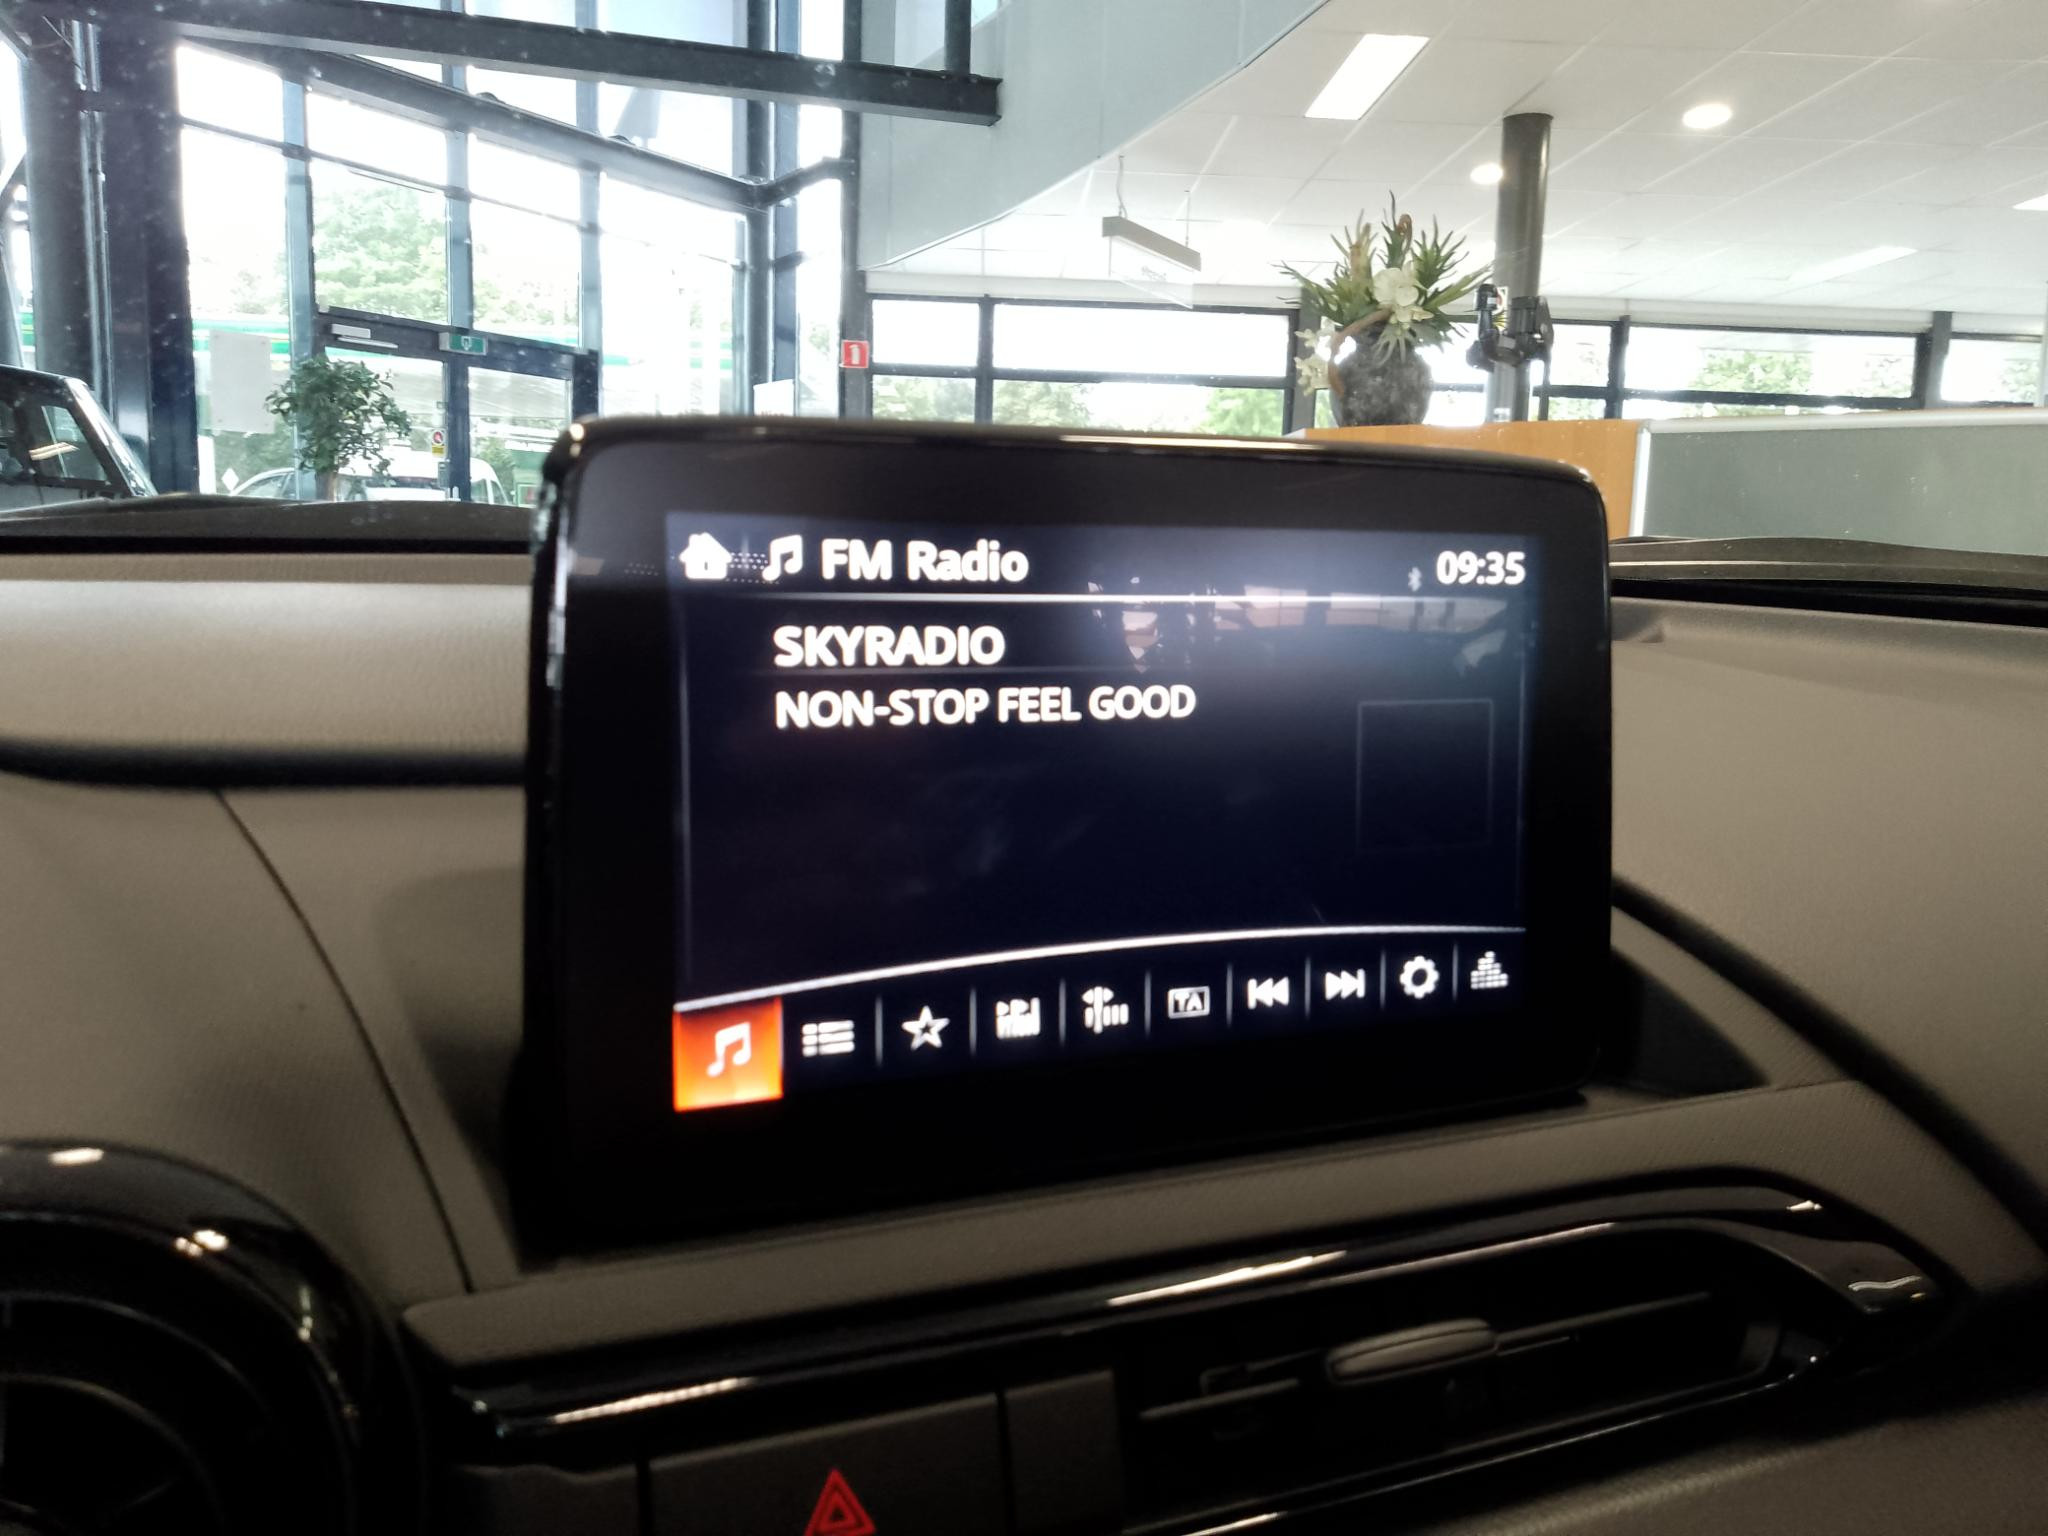 FM Radio
09:35
SKYRADIO
NON-STOP FEEL GOOD
TA